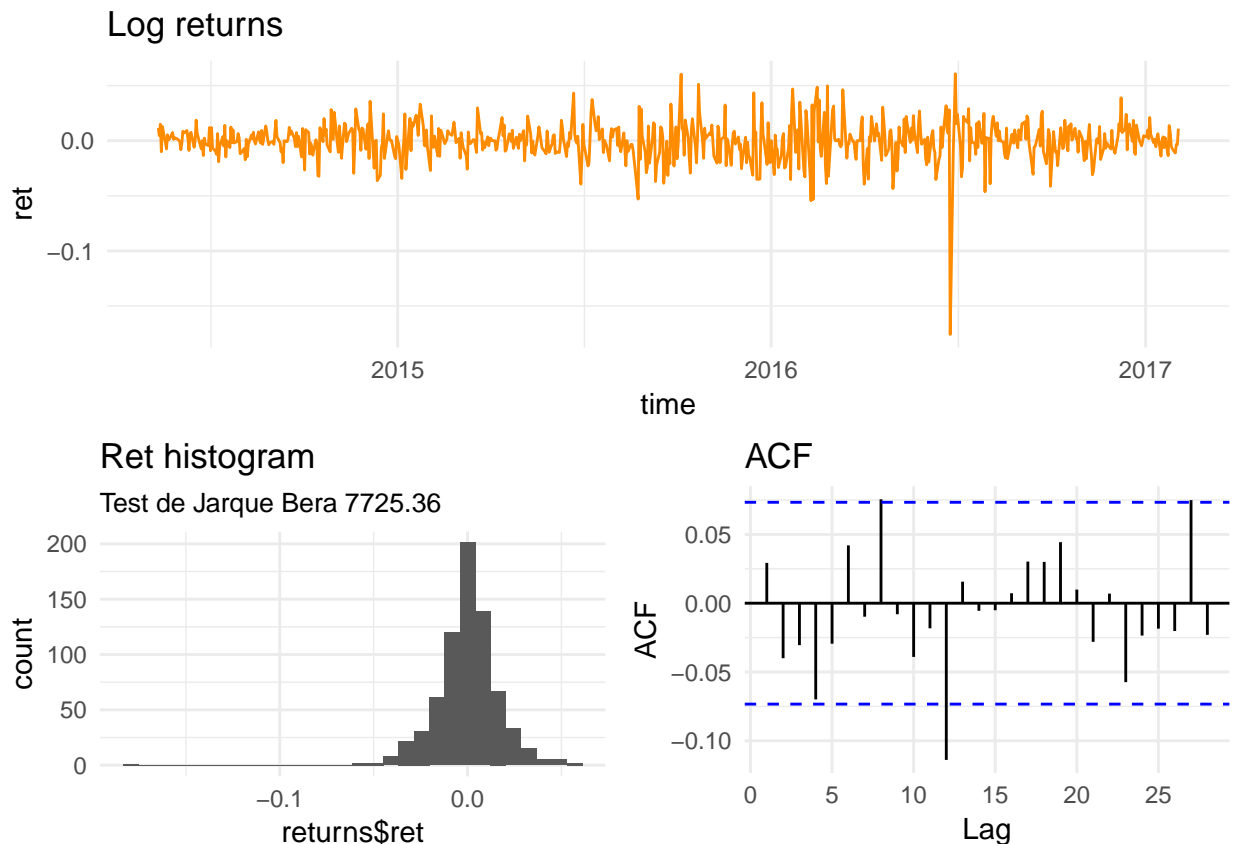 Log returns
0.0
−0.1
ret
2015 2016 2017
time
Ret histogram
Test de Jarque Bera 7725.36
200
150
100
50
0
count
−0.1 0.0
returns$ret
ACF
0.05
0.00
−0.05
−0.10
ACF
0 5 10 15 20 25
Lag